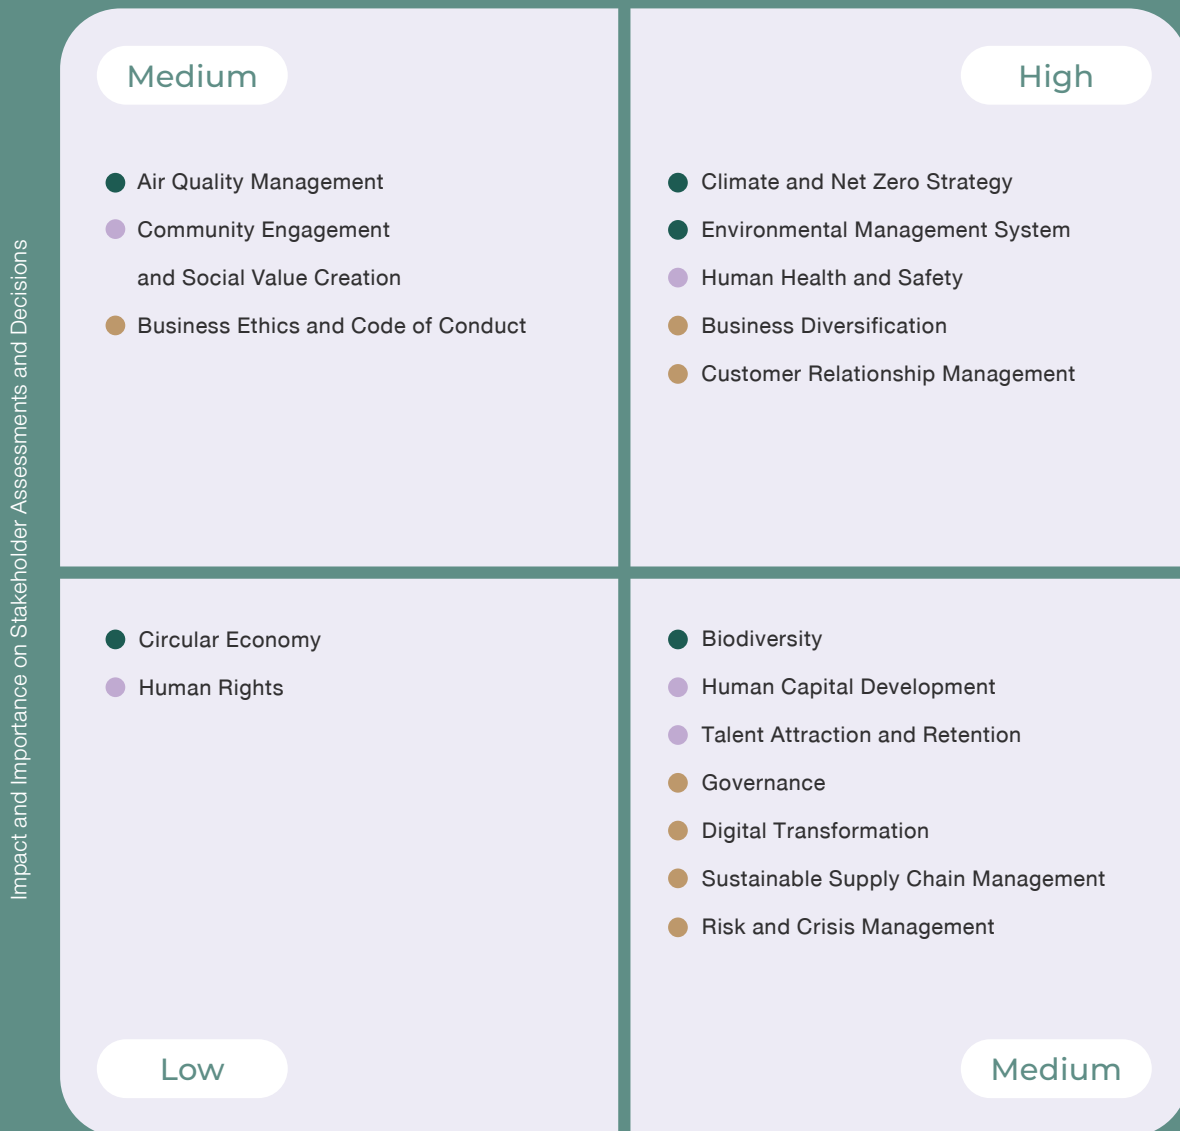 Impact and Importance on Stakeholder Assessments and Decisions
Medium
Air Quality Management
Community Engagement
and Social Value Creation
Business Ethics and Code of Conduct
High
Climate and Net Zero Strategy
Environmental Management System
Human Health and Safety
Business Diversification
Customer Relationship Management
Circular Economy
Human Rights
Low
Biodiversity
Human Capital Development
Talent Attraction and Retention
Governance
Digital Transformation
Sustainable Supply Chain Management
Risk and Crisis Management
Medium